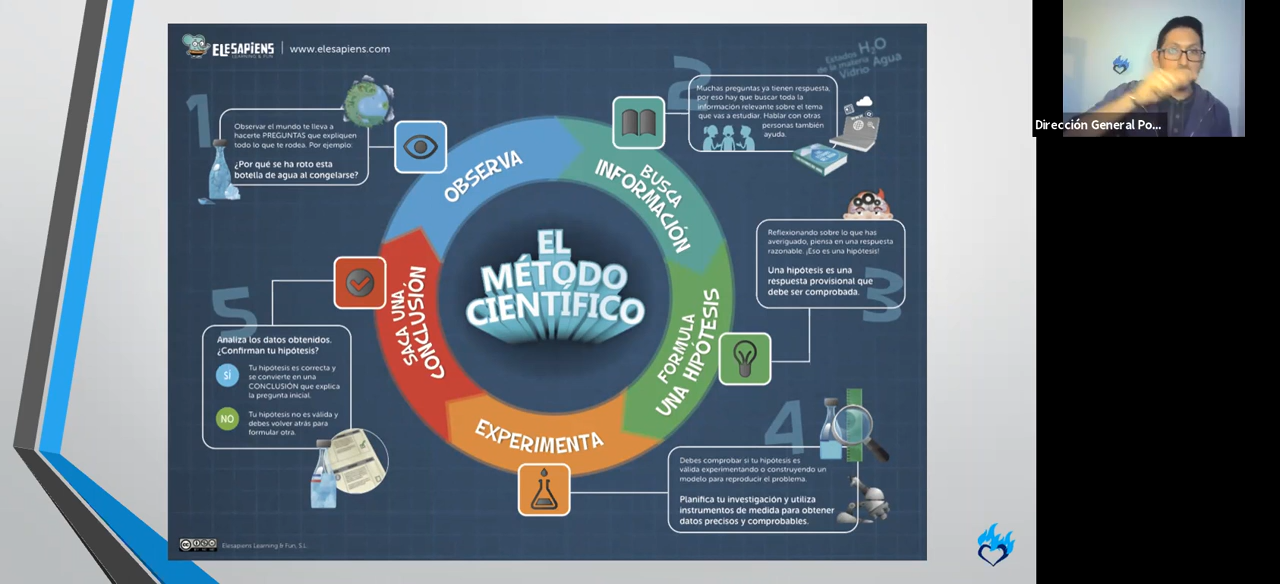 ELESAPIENS
LEARNING & FUN
www.elesapiens.com
Estados
de la materia
H₂O
Vidrio
Agua
1
Observar el mundo te lleva a
hacerte PREGUNTAS que expliquen
todo lo que te rodea. Por ejemplo:
¿Por qué se ha roto esta
botella de agua al congelarse?
2
Muchas preguntas ya tienen respuesta,
por eso hay que buscar toda la
información relevante sobre el tema
que vas a estudiar. Hablar con otras
personas también
ayuda.
OBSERVA
BUSCA
INFORMACIÓN
EL
MÉTODO
CIENTÍFICO
3
Reflexionando sobre lo que has
averiguado, piensa en una respuesta
razonable. ¡Eso es una hipótesis!
Una hipótesis es una
respuesta provisional que
debe ser comprobada.
FORMULA
UNA HIPÓTESIS
4
Debes comprobar si tu hipótesis es
válida experimentando o construyendo un
modelo para reproducir el problema.
Planifica tu investigación y utiliza
instrumentos de medida para obtener
datos precisos y comprobables.
EXPERIMENTA
5
Analiza los datos obtenidos.
¿Confirman tu hipótesis?
SÍ
Tu hipótesis es correcta y
se convierte en una
CONCLUSIÓN que explica
la pregunta inicial.
NO
Tu hipótesis no es válida y
debes volver atrás para
formular otra.
SACA UNA
CONCLUSIÓN
Elesapiens Learning & Fun, S.L.
Dirección General Po...